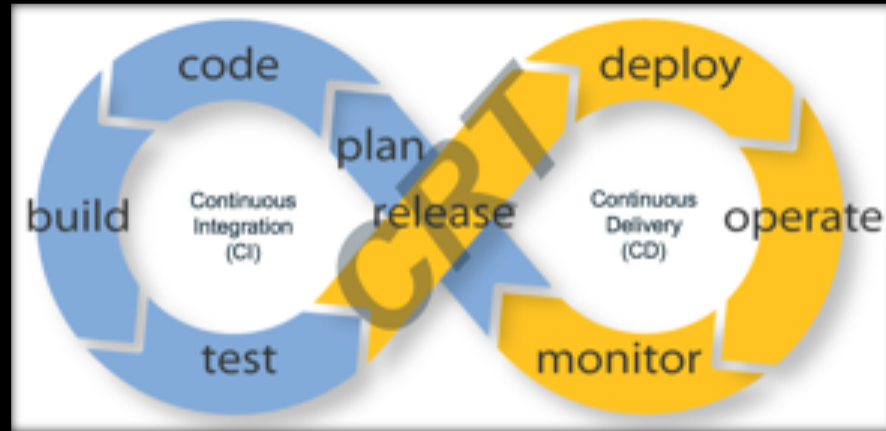 code
deploy
plan
CRT
Continuous
Integration
(CI)
Continuous
Delivery
(CD)
build
release
operate
test
monitor